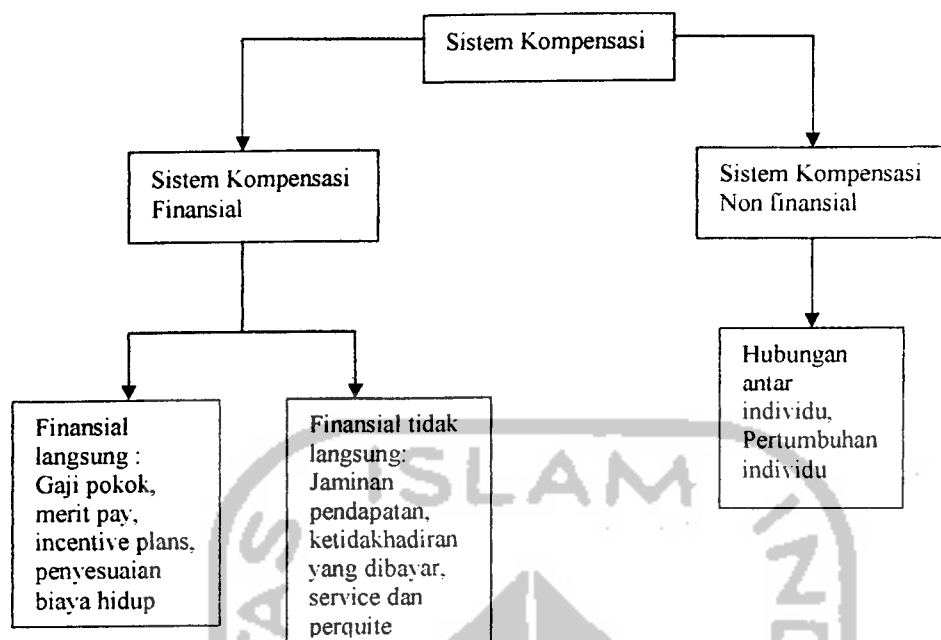 Sistem Kompensasi
Sistem Kompensasi
Finansial
Sistem Kompensasi
Non finansial
Finansial
langsung :
Gaji pokok,
merit pay,
incentive plans,
penyesuaian
biaya hidup
Finansial tidak
langsung:
Jaminan
pendapatan,
ketidakhadiran
yang dibayar,
service dan
perquite
Hubungan
antar
individu,
Pertumbuhan
individu
ISLAM